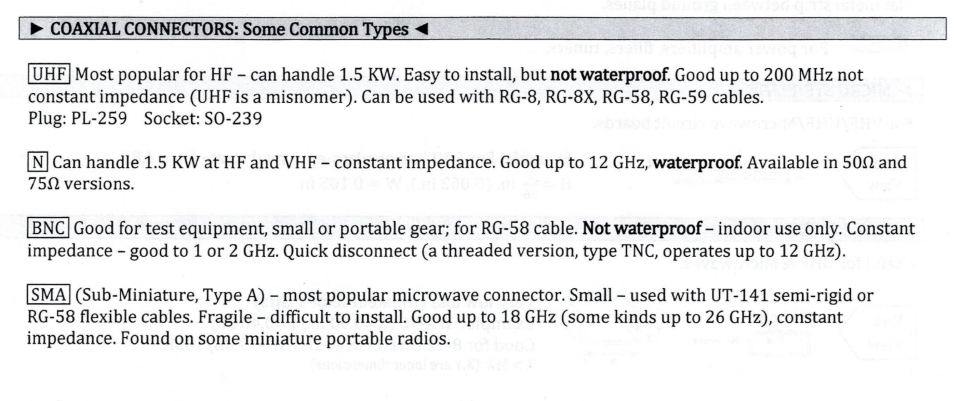 ► COAXIAL CONNECTORS: Some Common Types ◄
UHF Most popular for HF – can handle 1.5 KW. Easy to install, but not waterproof. Good up to 200 MHz not
constant impedance (UHF is a misnomer). Can be used with RG-8, RG-8X, RG-58, RG-59 cables.
Plug: PL-259 Socket: SO-239
N Can handle 1.5 KW at HF and VHF – constant impedance. Good up to 12 GHz, waterproof. Available in 50Ω and
75Ω versions.
BNC Good for test equipment, small or portable gear; for RG-58 cable. Not waterproof – indoor use only. Constant
impedance – good to 1 or 2 GHz. Quick disconnect (a threaded version, type TNC, operates up to 12 GHz).
SMA (Sub-Miniature, Type A) – most popular microwave connector. Small – used with UT-141 semi-rigid or
RG-58 flexible cables. Fragile – difficult to install. Good up to 18 GHz (some kinds up to 26 GHz), constant
impedance. Found on some miniature portable radios.